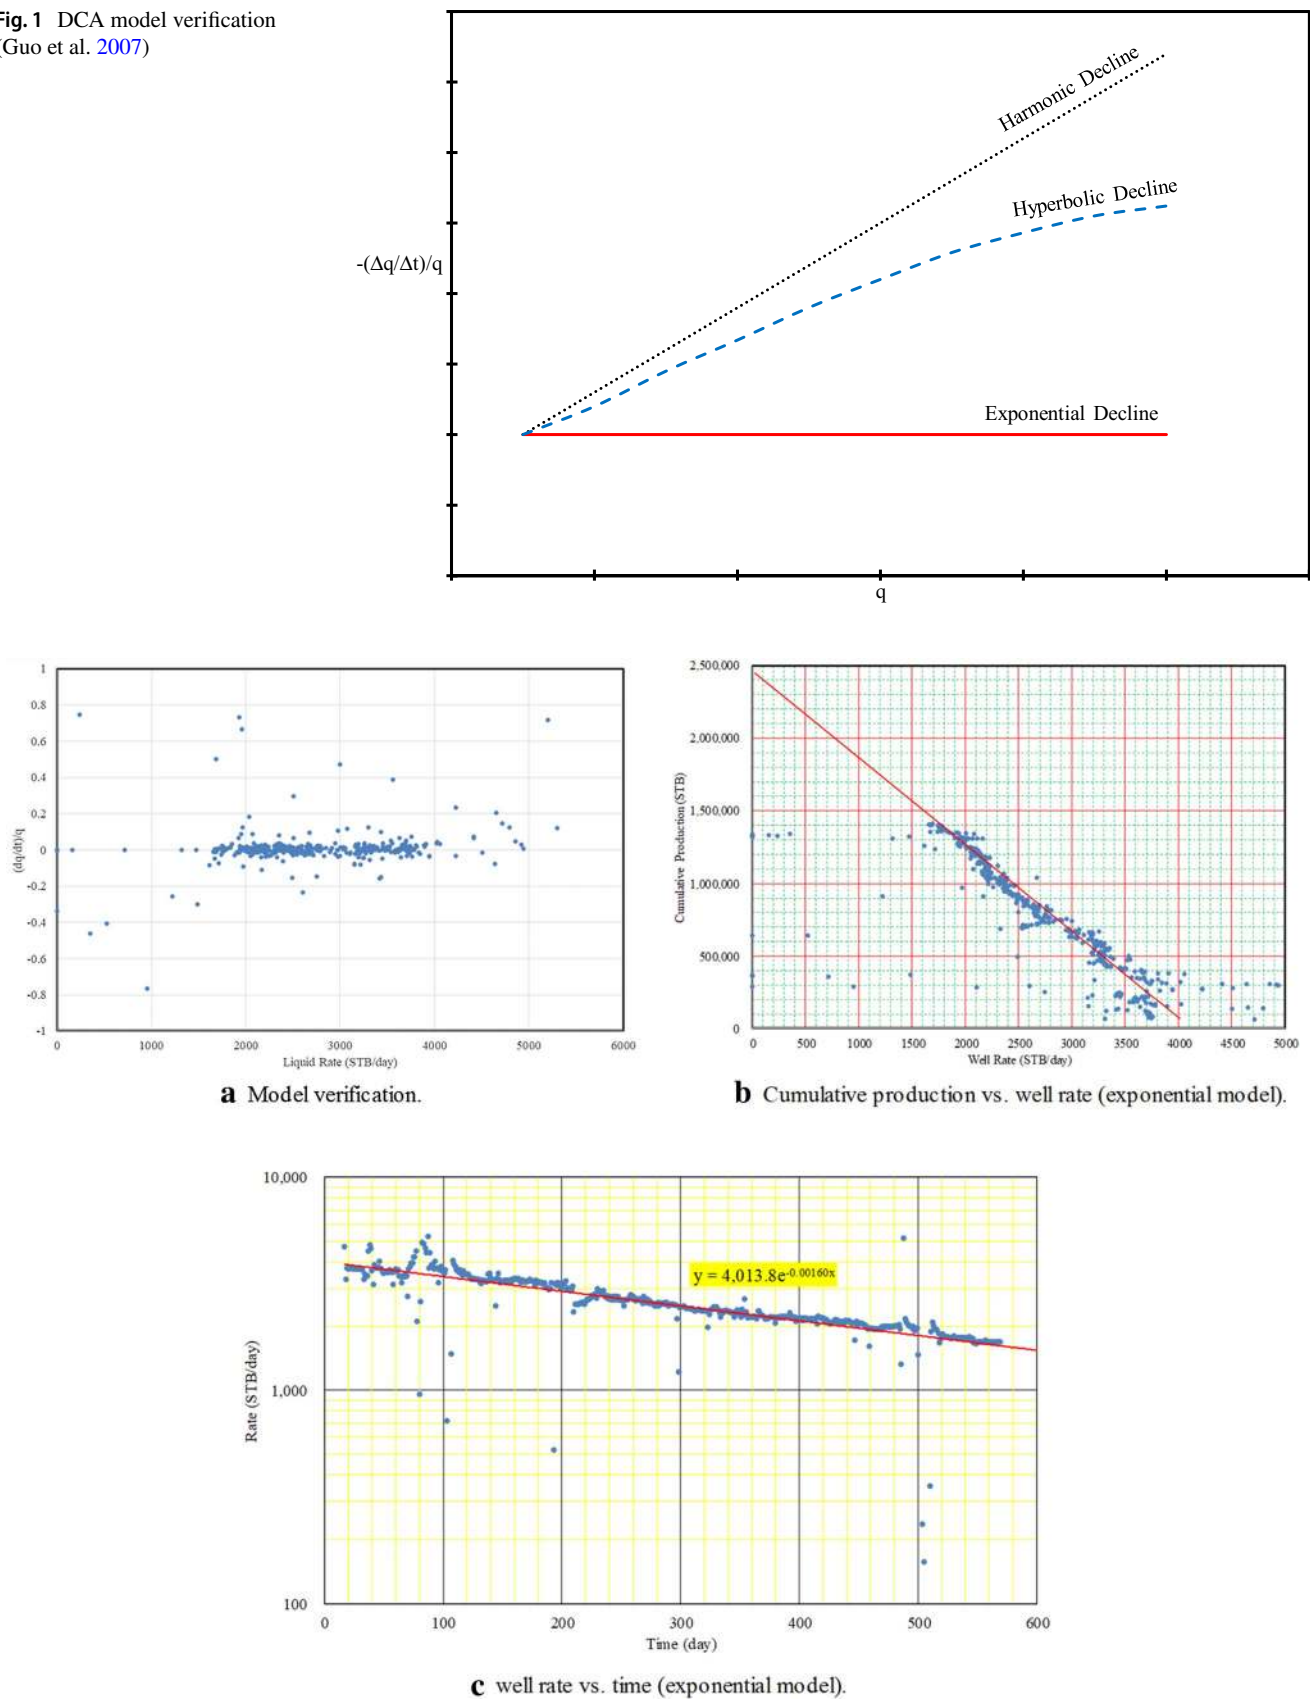 Fig. 1 DCA model verification
(Guo et al. 2007)
Harmonic Decline
Hyperbolic Decline
-(Δq/Δt)/q
Exponential Decline
q
1
0.8
0.6
0.4
0.2
0
-0.2
-0.4
-0.6
-0.8
-1
(dq/dt)/q
0 1000 2000 3000 4000 5000 6000
Liquid Rate (STB/day)
a Model verification.
2,500,000
2,000,000
1,500,000
1,000,000
500,000
0
Cumulative Production (STB)
0 500 1000 1500 2000 2500 3000 3500 4000 4500 5000
Well Rate (STB/day)
b Cumulative production vs. well rate (exponential model).
10,000
1,000
100
Rate (STB/day)
y = 4,013.8e-0.00160x
0 100 200 300 400 500 600
Time (day)
c well rate vs. time (exponential model).